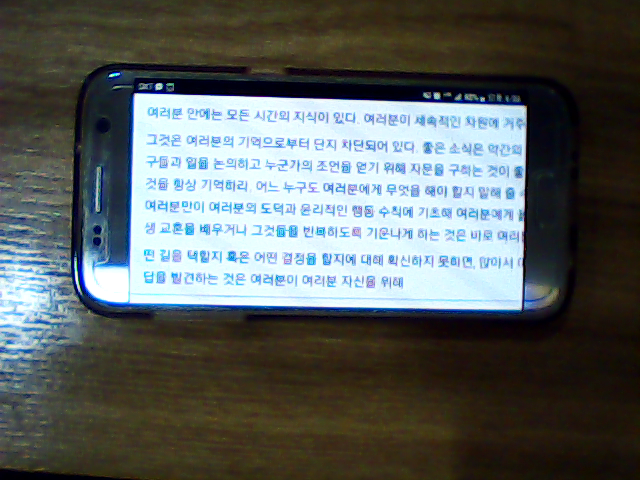 여러분 안에는 모든 시간의 지식이 있다. 여러분이 세속적인 차원에 거주
그것은 여러분의 기억으로부터 단지 차단되어 있다. 좋은 소식은 약간의
구들과 일을 논의하고 누군가의 조언을 얻기 위해 자문을 구하는 것이
것을 항상 기억하라. 어느 누구도 여러분에게 무엇을 해야 할지 말해 줄
여러분만이 여러분의 도덕과 윤리적인 행동 수칙에 기초해 여러분에게
생 교훈을 배우거나 그것들을 반복하도록 기운나게 하는 것은 바로
떤 길을 택할지 혹은 어떤 결정을 할지에 대해 확신하지 못하면, 앉아서
답을 발견하는 것은 여러분이 여러분 자신을 위해